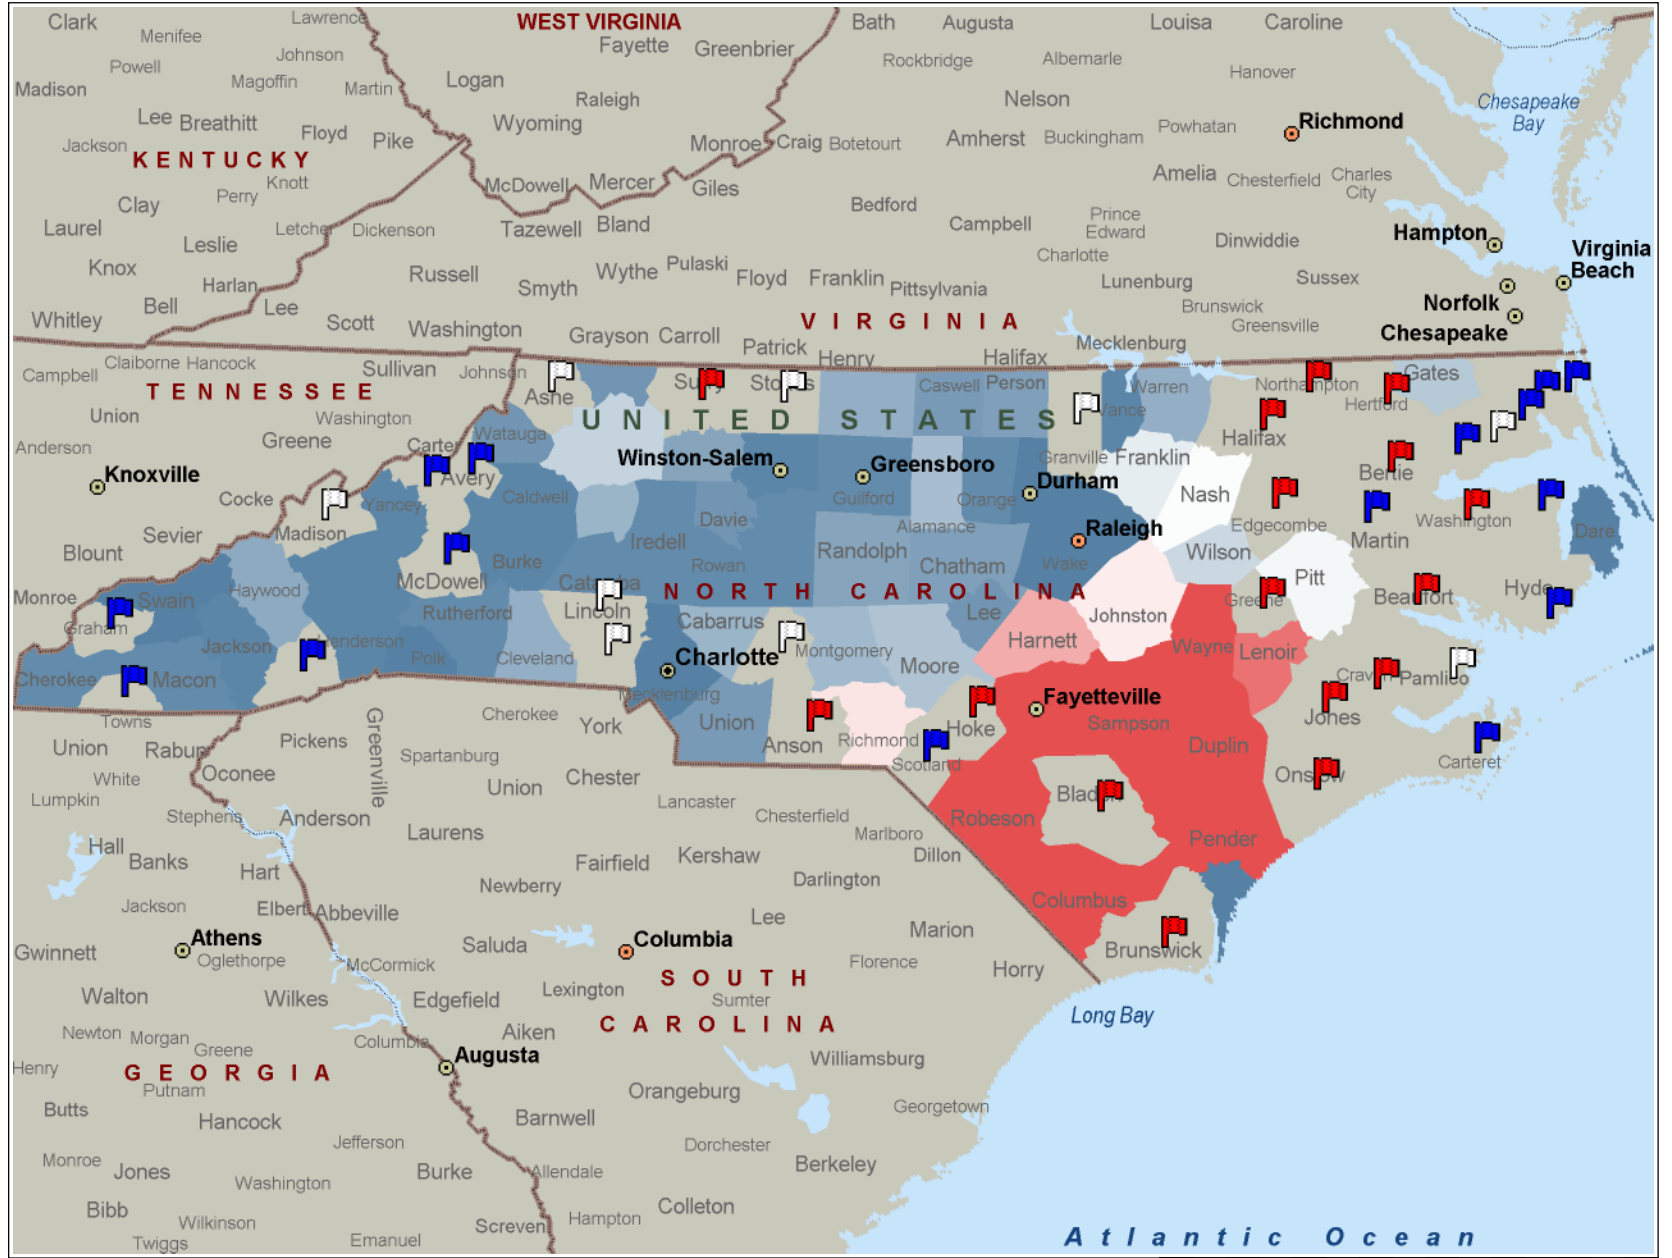 Clark
Lawrence
WEST VIRGINIA
Bath
Augusta
Louisa
Caroline
Menifee
Johnson
Fayette
Greenbrier
Rockbridge
Albemarle
Hanover
Powell
Magoffin
Martin
Logan
Madison
Raleigh
Nelson
Chesapeake
Bay
Lee
Breathitt
Floyd
Pike
Wyoming
Monroe
Craig
Botetourt
Amherst
Buckingham
Powhatan
Richmond
Jackson
KENTUCKY
Knott
Perry
McDowell
Mercer
Giles
Amelia
Chesterfield
Charles
City
Clay
Bedford
Prince
Edward
Laurel
Leslie
Letcher
Dickenson
Tazewell
Bland
Campbell
Charlotte
Dinwiddie
Hampton
Virginia
Beach
Knox
Harlan
Russell
Wythe
Pulaski
Floyd
Franklin
Pittsylvania
Lunenburg
Sussex
Smyth
Bell
Lee
Brunswick
Norfolk
Whitley
Scott
Washington
Grayson
Carroll
VIRGINIA
Greensville
Chesapeake
Patrick
Henry
Halifax
Mecklenburg
Claiborne
Hancock
Sullivan
Johnson
Campbell
TENNESSEE
Ashe
Surry
Stokes
Caswell
Person
Warren
Northampton
Gates
Hertford
Union
Washington
UNITED STATES
Vance
Anderson
Greene
Carter
Watauga
Halifax
Knoxville
Avery
Winston-Salem
Greensboro
Granville
Franklin
Bertie
Cocke
Yancey
Caldwell
Guilford
Orange
Durham
Nash
Madison
Davie
Alamance
Raleigh
Edgecombe
Martin
Washington
Dare
Sevier
Blount
Burke
Iredell
Randolph
Chatham
Wake
Wilson
Rowan
McDowell
Catawba
Pitt
Monroe
Swain
Haywood
NORTH CAROLINA
Greene
Beaufort
Hyde
Graham
Rutherford
Lincoln
Cabarrus
Lee
Johnston
Jackson
Henderson
Polk
Cleveland
Charlotte
Montgomery
Moore
Harnett
Wayne
Lenoir
Craven
Pamlico
Cherokee
Macon
Mecklenburg
Fayetteville
Towns
Cherokee
York
Union
Anson
Richmond
Hoke
Sampson
Jones
Union
Rabun
Pickens
Greenville
Spartanburg
Scotland
Duplin
Carteret
White
Oconee
Union
Chester
Onslow
Lumpkin
Stephens
Anderson
Lancaster
Chesterfield
Robeson
Bladen
Laurens
Marlboro
Pender
Hall
Banks
Hart
Fairfield
Kershaw
Dillon
Newberry
Darlington
Jackson
Elbert
Abbeville
Lee
Columbus
Athens
Gwinnett
Oglethorpe
Saluda
Columbia
Marion
Brunswick
McCormick
SOUTH
Florence
Horry
Walton
Wilkes
Edgefield
Lexington
Sumter
Long Bay
CAROLINA
Newton
Morgan
Greene
Columbia
Aiken
Henry
GEORGIA
Augusta
Williamsburg
Putnam
Orangeburg
Butts
Hancock
Barnwell
Georgetown
Jefferson
Dorchester
Monroe
Jones
Washington
Burke
Allendale
Berkeley
Bibb
Wilkinson
Screven
Hampton
Colleton
Twiggs
Emanuel
Atlantic Ocean